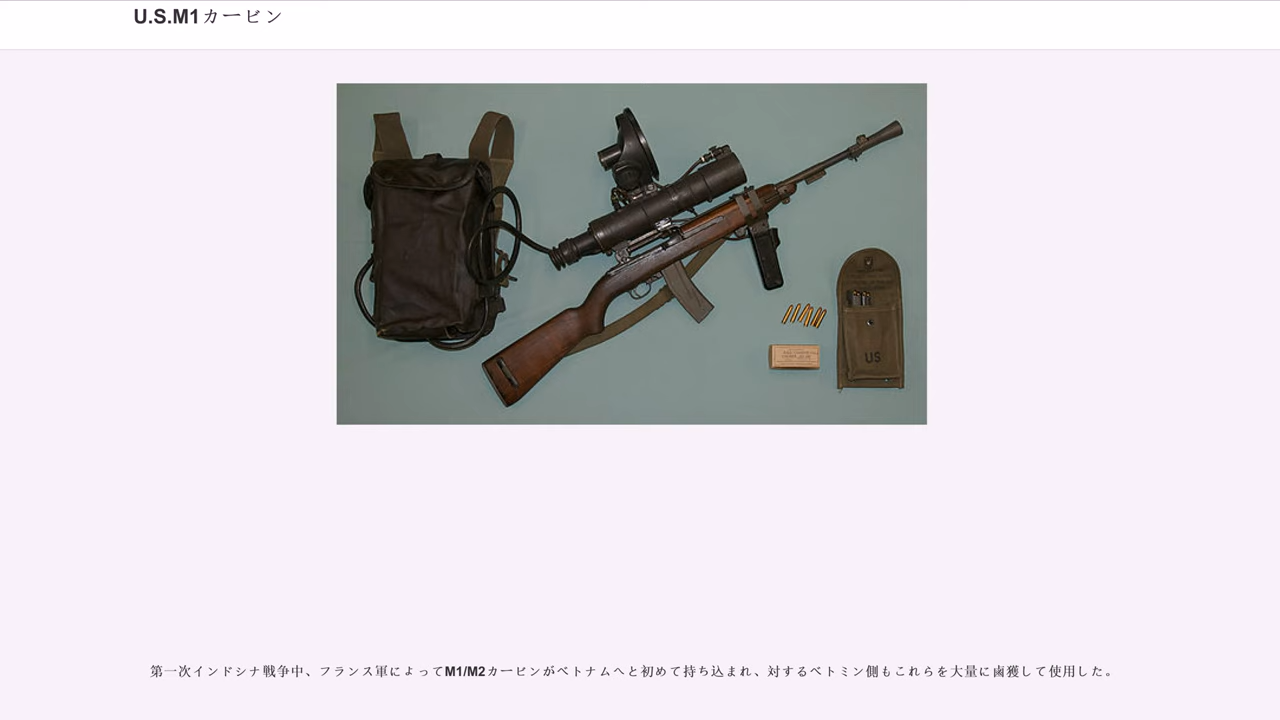 U.S.M1カービン
US
第一次インドシナ戦争中、フランス軍によってM1/M2カービンがベトナムへと初めて持ち込まれ、対するベトミン側もこれらを大量に鹵獲して使用した。